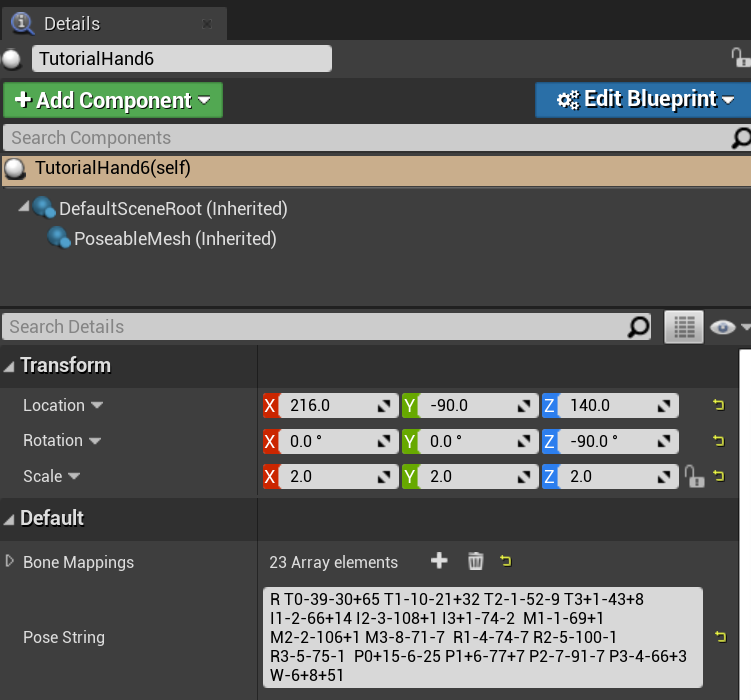 Details
TutorialHand6
Add Component
Edit Blueprint
Search Components
TutorialHand6(self)
DefaultSceneRoot (Inherited)
PoseableMesh (Inherited)
Search Details
Transform
Location X 216.0 Y -90.0 Z 140.0
Rotation X 0.0 ° Y 0.0 ° Z -90.0 °
Scale X 2.0 Y 2.0 Z 2.0
Default
Bone Mappings 23 Array elements
Pose String
R T0-39-30+65 T1-10-21+32 T2-1-52-9 T3+1-43+8
I1-2-66+14 I2-3-108+1 I3+1-74-2 M1-1-69+1
M2-2-106+1 M3-8-71-7 R1-4-74-7 R2-5-100-1
R3-5-75-1 P0+15-6-25 P1+6-77+7 P2-7-91-7 P3-4-66+3
W-6+8+51